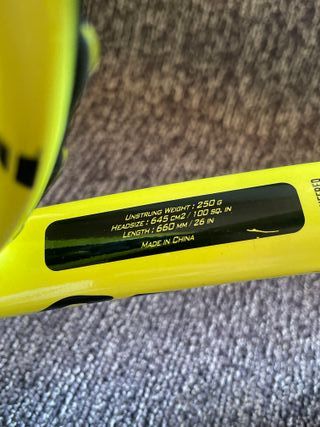 Unstrung Weight : 250 g
Headsize : 645 cm2 / 100 sq. in
Length : 660 mm / 26 in
Made in China